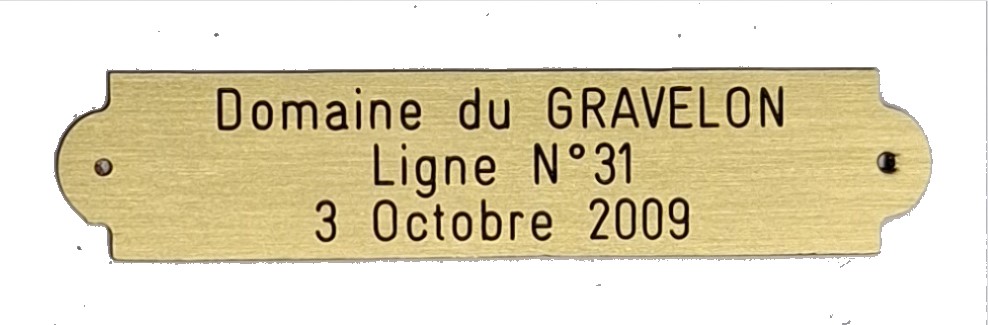 Domaine du GRAVELON
Ligne N°31
3 Octobre 2009